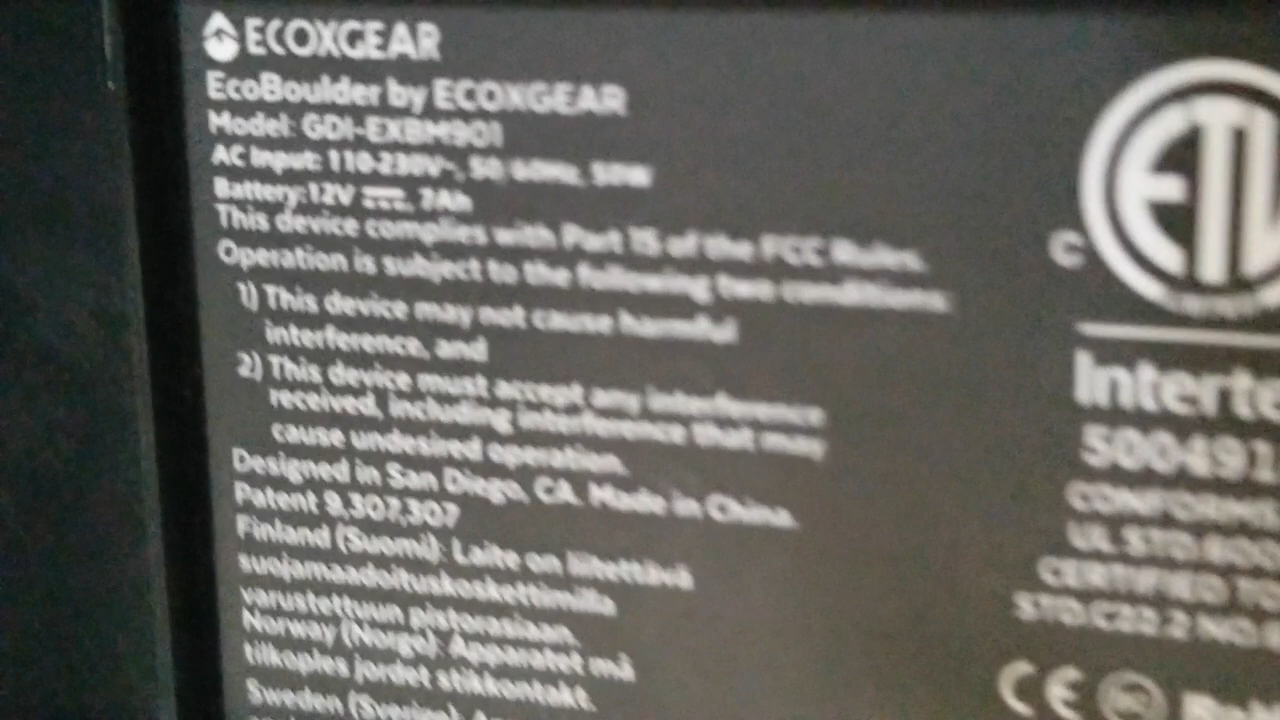 ECOXGEAR
EcoBoulder by ECOXGEAR
Model: GDI-EXBM901
AC Input: 110-230V~, 50/60Hz, 50W
Battery:12V 7Ah
This device complies with Part 15 of the FCC Rules.
Operation is subject to the following two conditions:
1) This device may not cause harmful
interference, and
2) This device must accept any interference
received, including interference that may
cause undesired operation.
Designed in San Diego, CA. Made in China.
Patent 9,307,307
Finland (Suomi): Laite on liitettävä
suojamaadoituskoskettimilla
varustettuun pistorasiaan.
Norway (Norge): Apparatet må
tilkoples jordet stikkontakt.
Sweden (Sverige):
C
ETL
Interte
500491
CONFORMS
UL STD.
CERTIFIED TO
STD.C22.2 NO.
CE